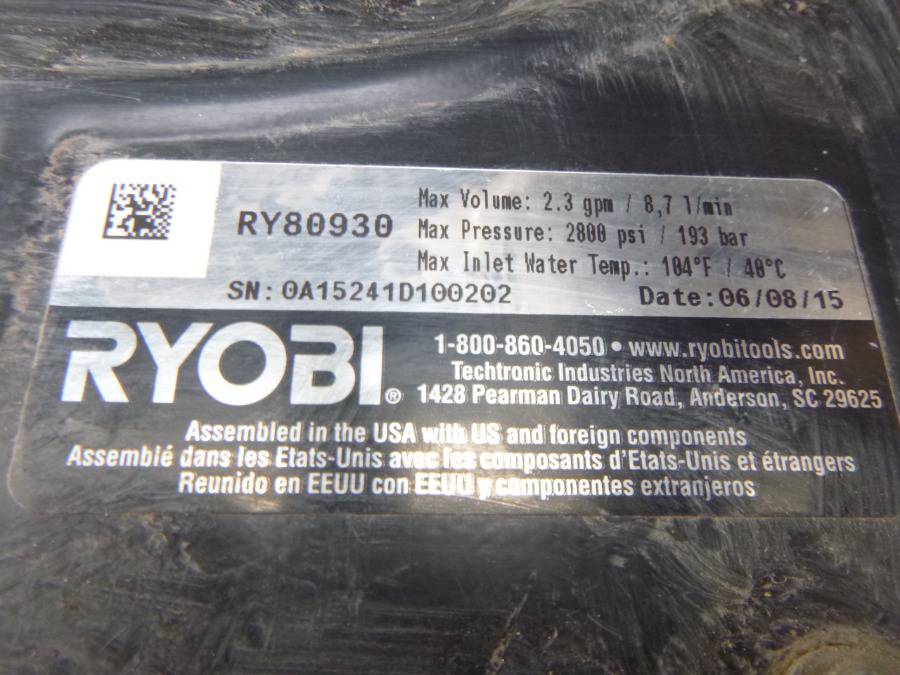 RY80930
Max Volume: 2.3 gpm / 8,7 l/min
Max Pressure: 2800 psi / 193 bar
Max Inlet Water Temp.: 104°F / 40°C
SN: 0A15241D100202 Date: 06/08/15
RYOBI®
1-800-860-4050 • www.ryobitools.com
Techtronic Industries North America, Inc.
1428 Pearman Dairy Road, Anderson, SC 29625
Assembled in the USA with US and foreign components
Assemblé dans les Etats-Unis avec les composants d'Etats-Unis et étrangers
Reunido en EEUU con EEUU y componentes extranjeros